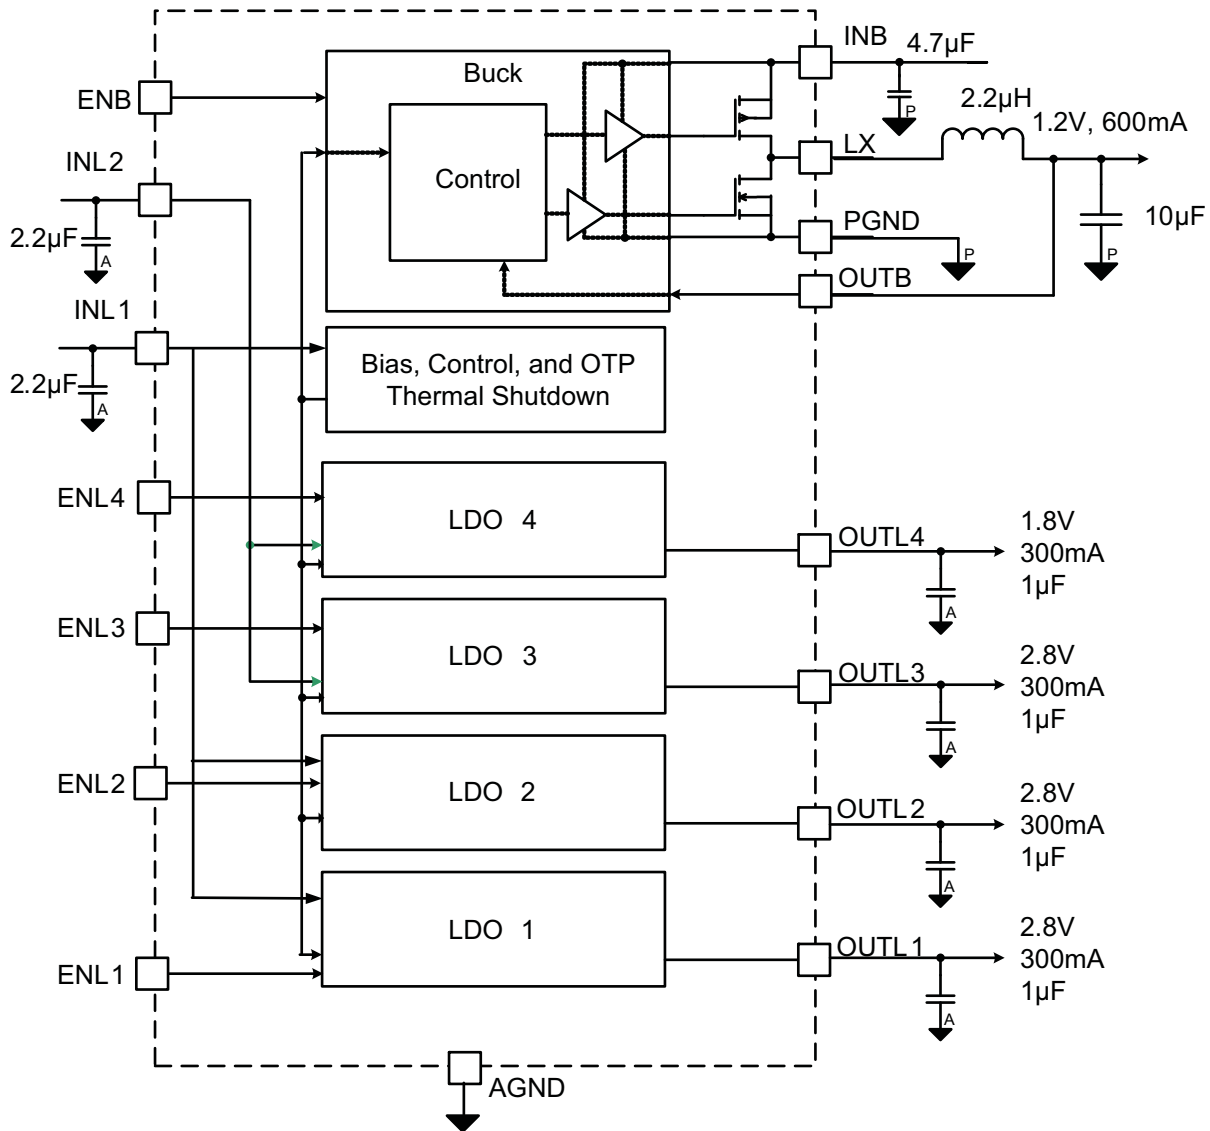 INB
4.7µF
Buck
ENB
2.2µH
1.2V, 600mA
LX
INL2
Control
P
10µF
PGND
2.2µF
A
P
P
OUTB
INL1
Bias, Control, and OTP
Thermal Shutdown
2.2µF
A
ENL4
LDO 4
OUTL4
1.8V
300mA
1µF
A
ENL3
LDO 3
OUTL3
2.8V
300mA
1µF
A
ENL2
LDO 2
OUTL2
2.8V
300mA
1µF
A
ENL1
LDO 1
OUTL1
2.8V
300mA
1µF
A
AGND